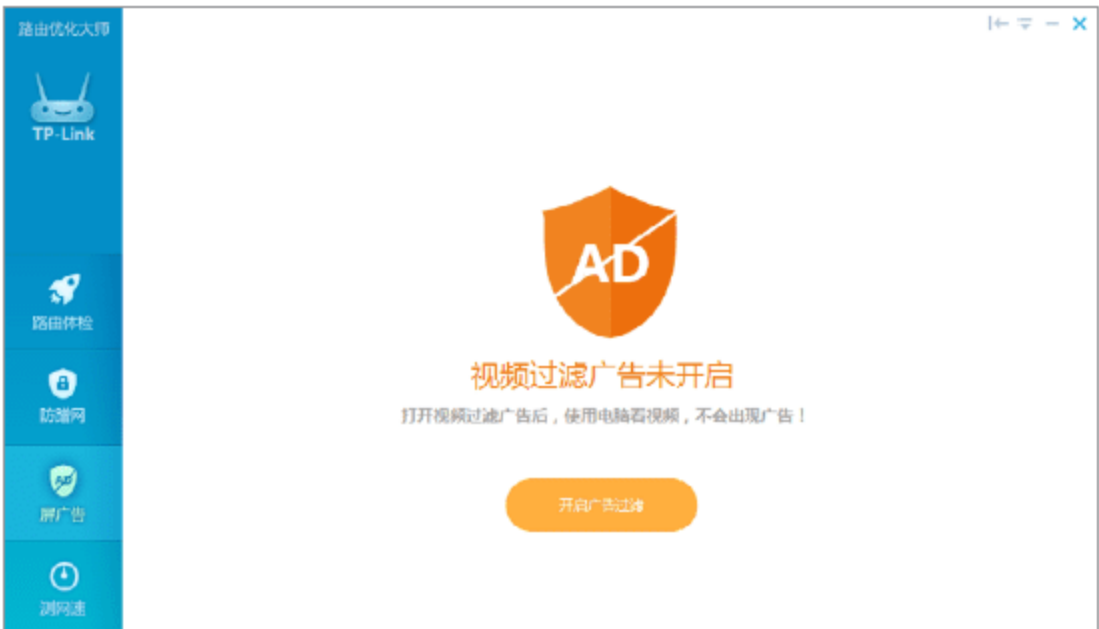 路由优化大师
TP-Link
路由体检
防蹭网
AD
屏广告
测网速
AD
视频过滤广告未开启
打开视频过滤广告后，使用电脑看视频，不会出现广告！
开启广告过滤